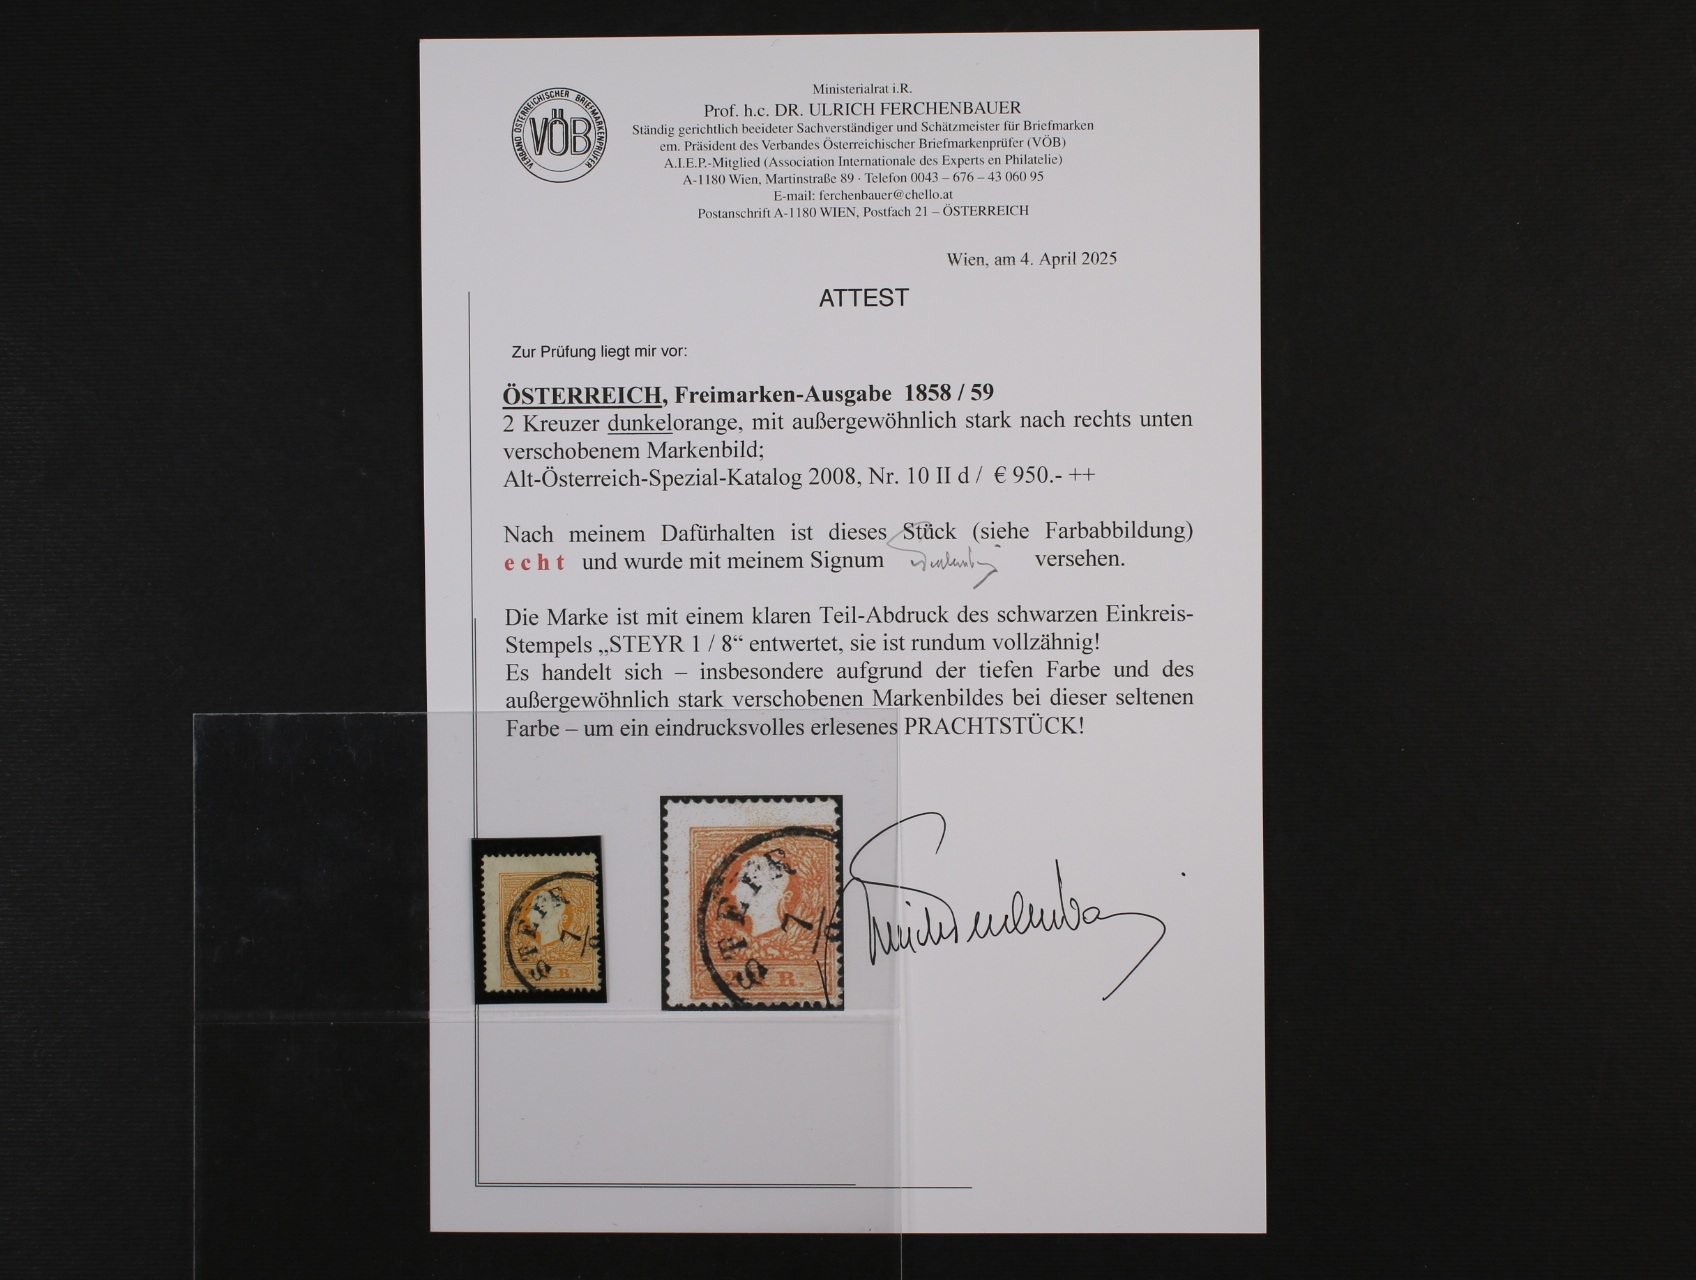 VERBAND ÖSTERREICHISCHER BRIEFMARKENPRÜFER
VÖB
Ministerialrat i.R.
Prof. h.c. DR. ULRICH FERCHENBAUER
Ständig gerichtlich beeideter Sachverständiger und Schätzmeister für Briefmarken
em. Präsident des Verbandes Österreichischer Briefmarkenprüfer (VÖB)
A.I.E.P.-Mitglied (Association Internationale des Experts en Philatelie)
A-1180 Wien, Martinstraße 89 · Telefon 0043 – 676 – 43 060 95
E-mail: ferchenbauer@chello.at
Postanschrift A-1180 WIEN, Postfach 21 – ÖSTERREICH
Wien, am 4. April 2025
ATTEST
Zur Prüfung liegt mir vor:
ÖSTERREICH, Freimarken-Ausgabe 1858 / 59
2 Kreuzer dunkelorange, mit außergewöhnlich stark nach rechts unten
verschobenem Markenbild;
Alt-Österreich-Spezial-Katalog 2008, Nr. 10 II d / € 950.- ++
Nach meinem Dafürhalten ist dieses Stück (siehe Farbabbildung)
echt und wurde mit meinem Signum versehen.
Die Marke ist mit einem klaren Teil-Abdruck des schwarzen Einkreis-
Stempels „STEYR 1 / 8“ entwertet, sie ist rundum vollzähnig!
Es handelt sich – insbesondere aufgrund der tiefen Farbe und des
außergewöhnlich stark verschobenen Markenbildes bei dieser seltenen
Farbe – um ein eindrucksvolles erlesenes PRACHTSTÜCK!